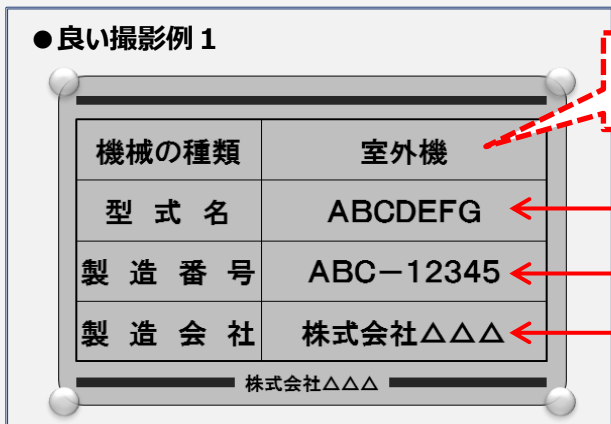 ●良い撮影例1
機械の種類 室外機
型式名 ABCDEFG
製造番号 ABC－12345
製造会社 株式会社△△△
株式会社△△△